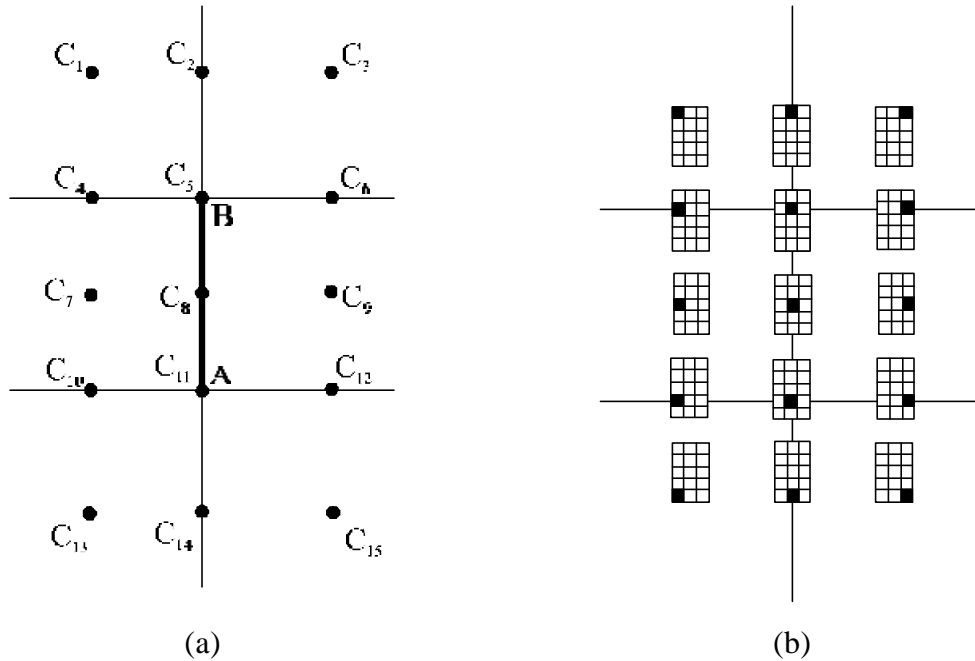 C₁ C₂ C₃
C₄ C₅ C₆
B
C₇ C₈ C₉
C₁₀ C₁₁ A C₁₂
C₁₃ C₁₄ C₁₅
(a) (b)